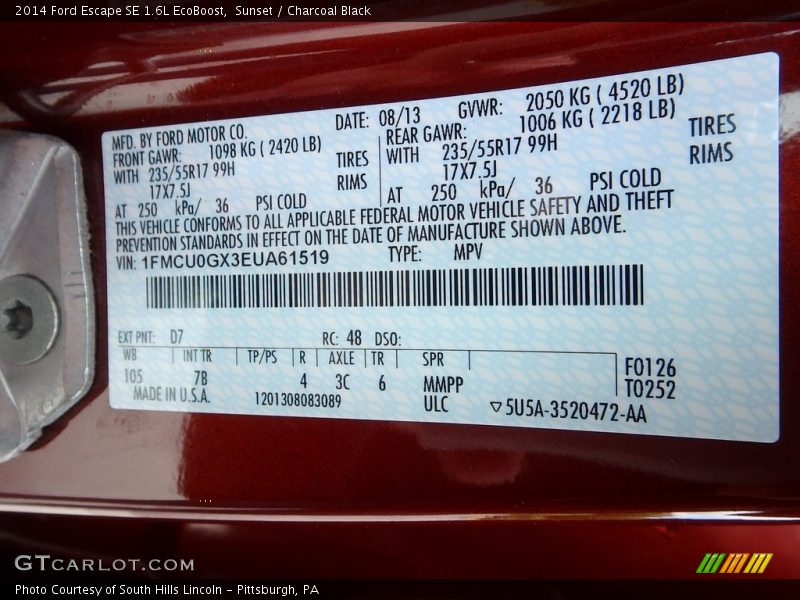 2014 Ford Escape SE 1.6L EcoBoost, Sunset / Charcoal Black
MFD. BY FORD MOTOR CO. DATE: 08/13 GVWR: 2050 KG ( 4520 LB)
FRONT GAWR: 1098 KG ( 2420 LB) REAR GAWR: 1006 KG ( 2218 LB)
WITH 235/55R17 99H TIRES WITH 235/55R17 99H TIRES
17X7.5J RIMS 17X7.5J RIMS
AT 250 kPa/ 36 PSI COLD AT 250 kPa/ 36 PSI COLD
THIS VEHICLE CONFORMS TO ALL APPLICABLE FEDERAL MOTOR VEHICLE SAFETY AND THEFT
PREVENTION STANDARDS IN EFFECT ON THE DATE OF MANUFACTURE SHOWN ABOVE.
VIN: 1FMCU0GX3EUA61519 TYPE: MPV
EXT PNT: D7 RC: 48 DSO:
WB INT TR TP/PS R AXLE TR SPR
105 7B 4 3C 6 MMPP F0126
MADE IN U.S.A. 1201308083089 ULC ▽5U5A-3520472-AA T0252
GTCARLOT.COM
Photo Courtesy of South Hills Lincoln - Pittsburgh, PA